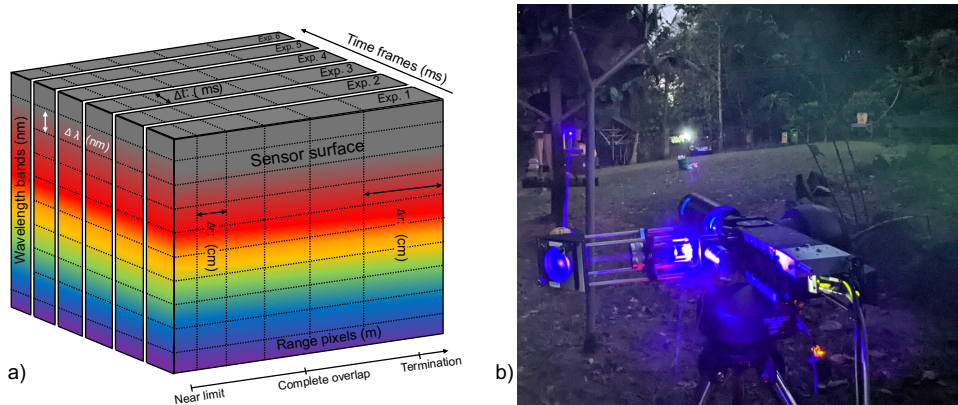 Exp. 6
Exp. 5
Exp. 4
Exp. 3
Exp. 2
Exp. 1
Time frames (ms)
Δt: ( ms)
Δ λ: (nm)
Wavelength bands (nm)
Sensor surface
Δr: (cm)
Δr: (cm)
Range pixels (m)
Near limit
Complete overlap
Termination
a)
b)